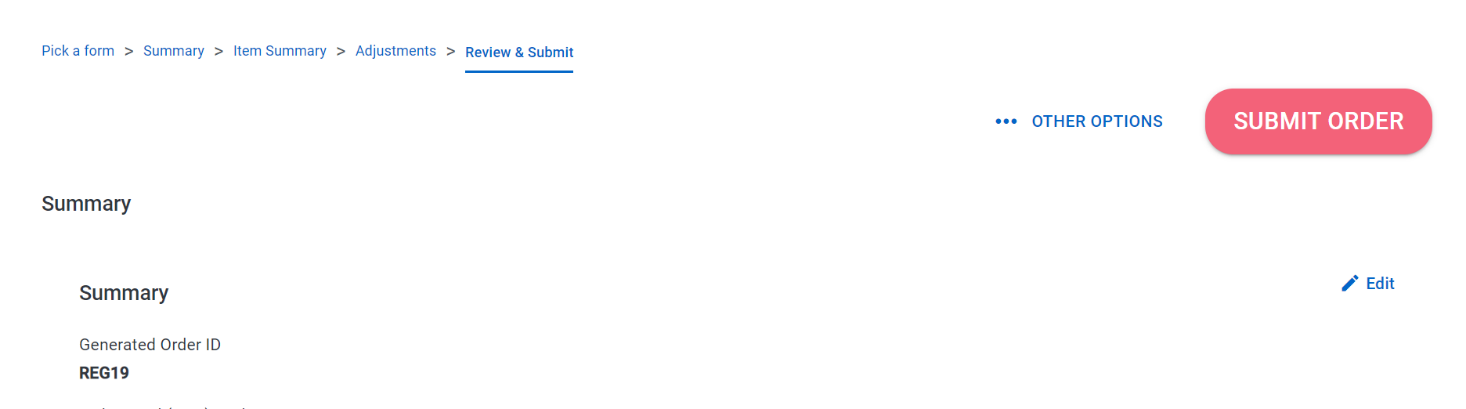 Pick a form > Summary > Item Summary > Adjustments > Review & Submit
••• OTHER OPTIONS SUBMIT ORDER
Summary
Summary Edit
Generated Order ID
REG19